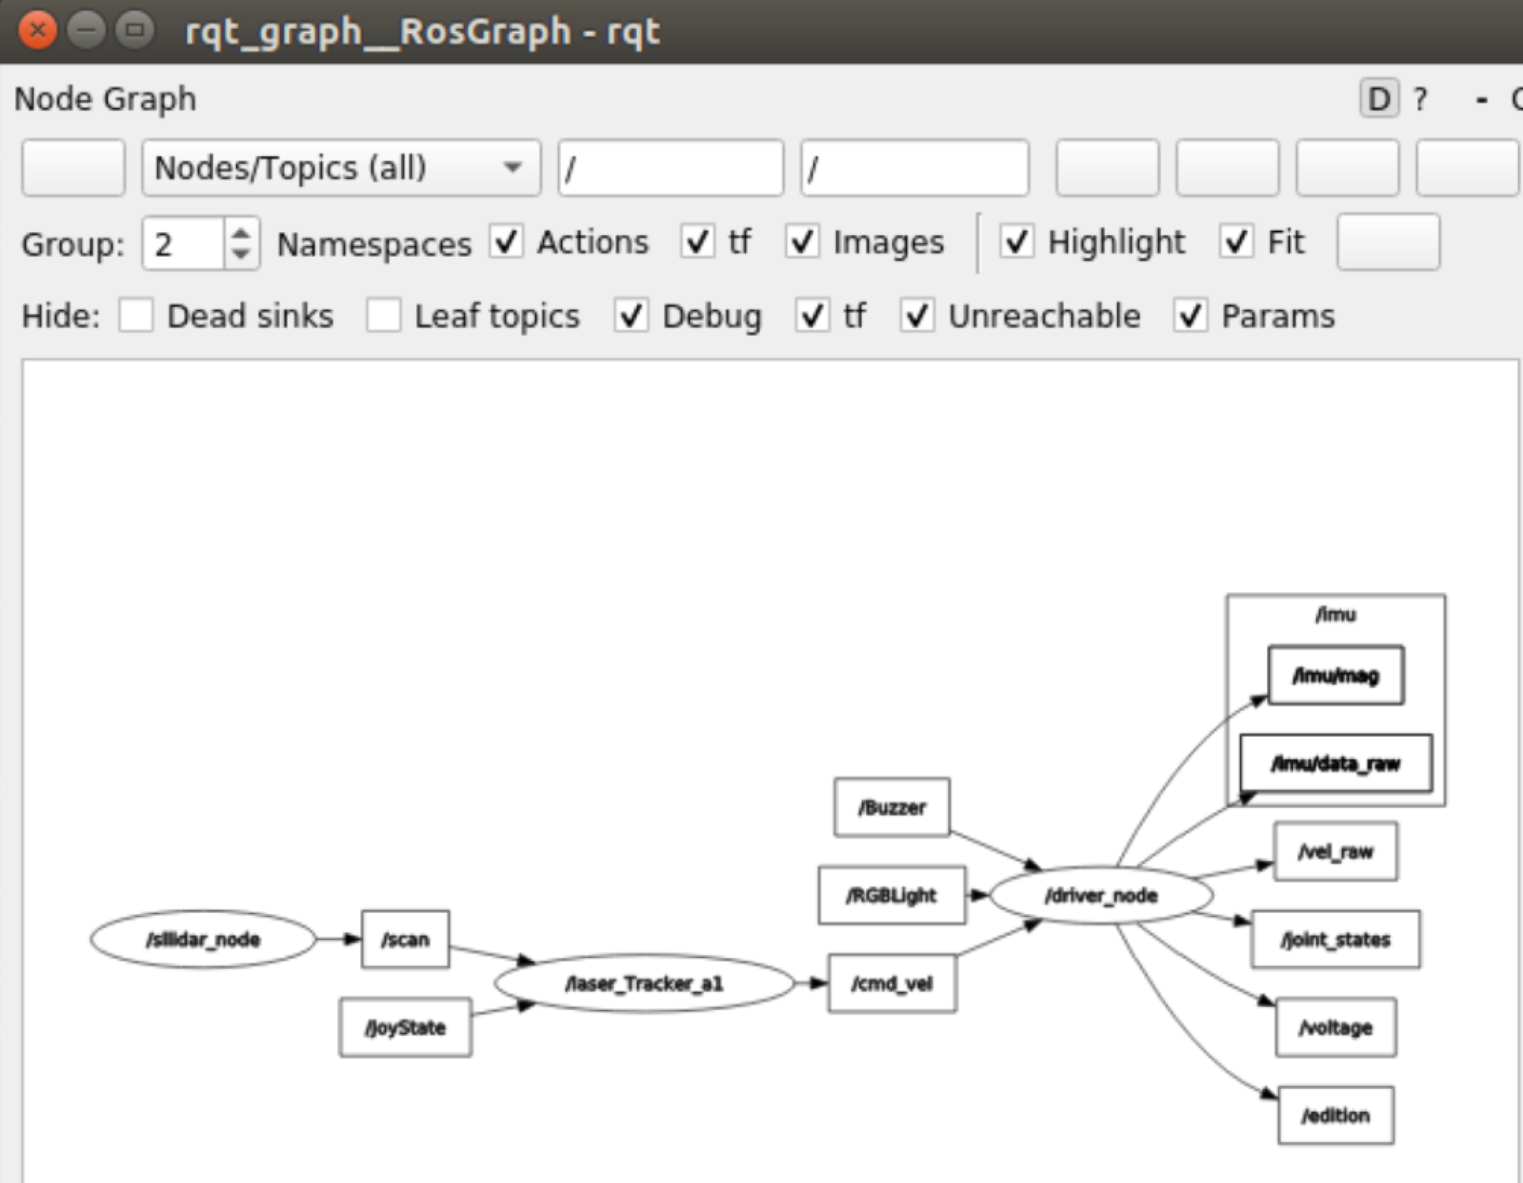 rqt_graph__RosGraph - rqt
Node Graph
D ? - 
Nodes/Topics (all) / /
Group: 2 Namespaces Actions tf Images Highlight Fit
Hide: Dead sinks Leaf topics Debug tf Unreachable Params
/imu
/imu/mag
/imu/data_raw
/Buzzer
/vel_raw
/RGBLight
/driver_node
/sllidar_node
/scan
/joint_states
/laser_Tracker_a1
/cmd_vel
/JoyState
/voltage
/edition